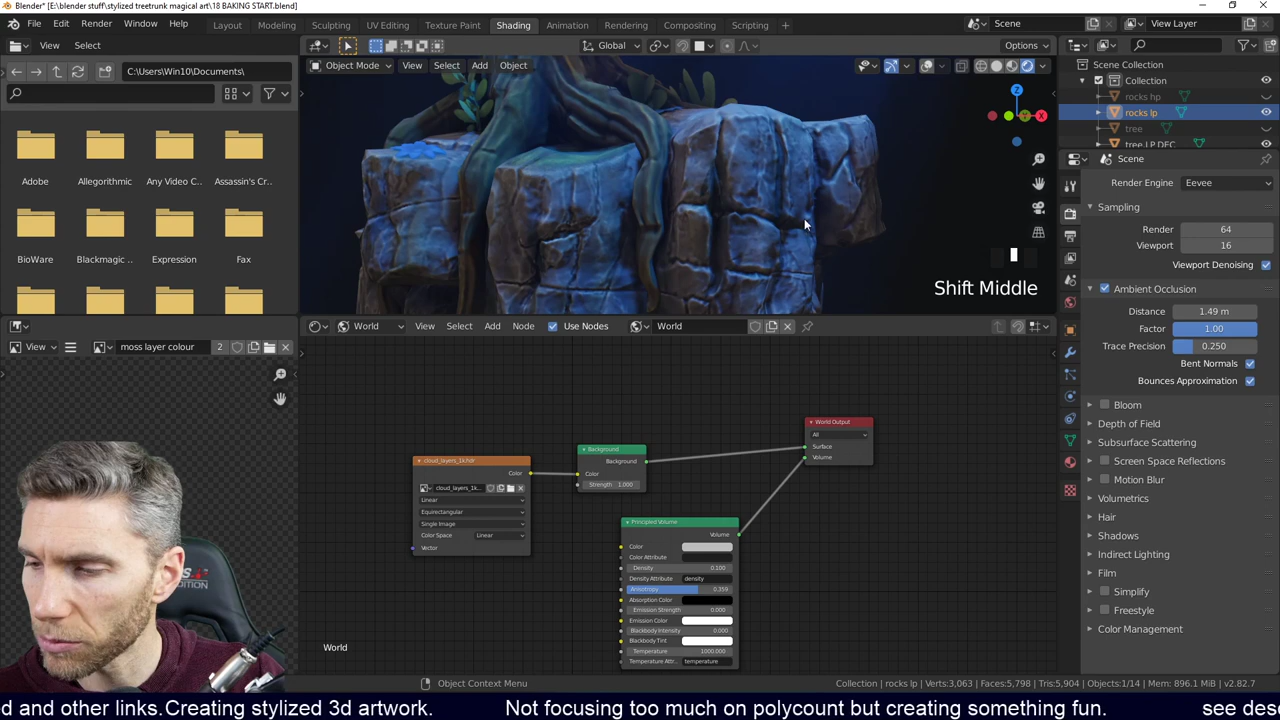 Blender* [E:\blender stuff\stylized treetrunk magical art\18 BAKING START.blend]
File Edit Render Window Help Layout Modeling Sculpting UV Editing Texture Paint Shading Animation Rendering Compositing Scripting + Scene View Layer
View Select Global Options
C:\Users\Win10\Documents\ Object Mode View Select Add Object
Scene Collection
Collection
rocks hp
rocks lp
tree
tree LP DEC
Adobe Allegorithmic Any Video C.. Assassin's Cr..
BioWare Blackmagic .. Expression Fax
Z
Y
X
Shift Middle
Scene
Render Engine Eevee
Sampling
Render 64
Viewport 16
Viewport Denoising
Ambient Occlusion
Distance 1.49 m
Factor 1.00
Trace Precision 0.250
Bent Normals
Bounces Approximation
Bloom
Depth of Field
Subsurface Scattering
Screen Space Reflections
Motion Blur
Volumetrics
Hair
Shadows
Indirect Lighting
Film
Simplify
Freestyle
Color Management
World View Select Add Node Use Nodes World
View moss layer colour 2
World Output
All
Surface
Volume
Background
Background
Color
Strength 1.000
cloud_layers_1k.hdr
Color
cloud_layers_1k...
Linear
Equirectangular
Single Image
Color Space Linear
Vector
Principled Volume
Volume
Color
Color Attribute
Density 0.100
Density Attribute density
Anisotropy 0.359
Absorption Color
Emission Strength 0.000
Emission Color
Blackbody Intensity 0.000
Blackbody Tint
Temperature 1000.000
Temperature Attr.. temperature
World
Object Context Menu
Collection | rocks lp | Verts:3,063 | Faces:5,798 | Tris:5,904 | Objects:1/14 | Mem: 896.1 MiB | v2.82.7
d and other links.Creating stylized 3d artwork. Not focusing too much on polycount but creating something fun. see des